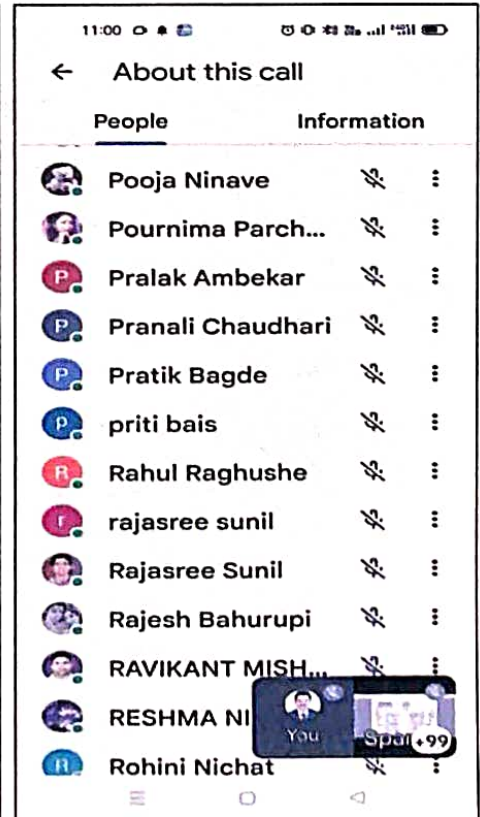 11:00
← About this call
People Information
Pooja Ninave
Pournima Parch...
P Pralak Ambekar
P Pranali Chaudhari
P Pratik Bagde
p priti bais
R Rahul Raghushe
r rajasree sunil
Rajasree Sunil
Rajesh Bahurupi
RAVIKANT MISH...
RESHMA NI
You +99
R Rohini Nichat